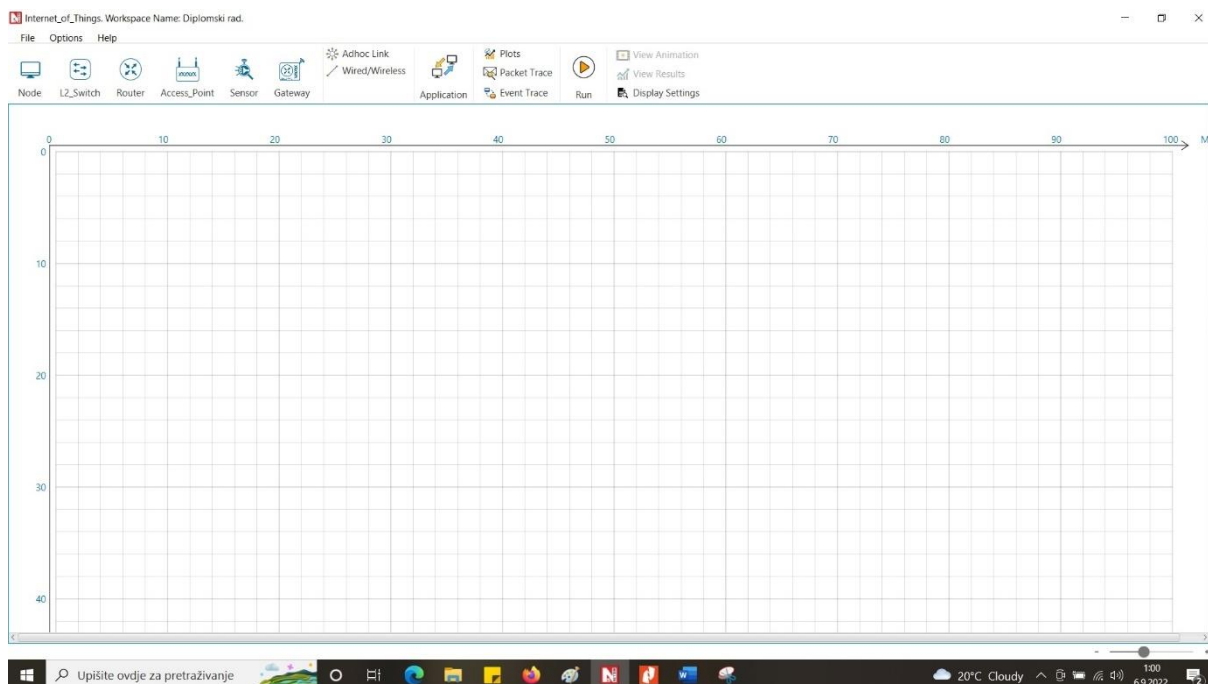 Internet_of_Things. Workspace Name: Diplomski rad.
File Options Help
Adhoc Link
Wired/Wireless
Plots
Packet Trace
Event Trace
View Animation
View Results
Display Settings
Node L2_Switch Router Access_Point Sensor Gateway Application Run
0 10 20 30 40 50 60 70 80 90 100 M
0
10
20
30
40
Upišite ovdje za pretraživanje
20°C Cloudy
1:00
6.9.2022.
2